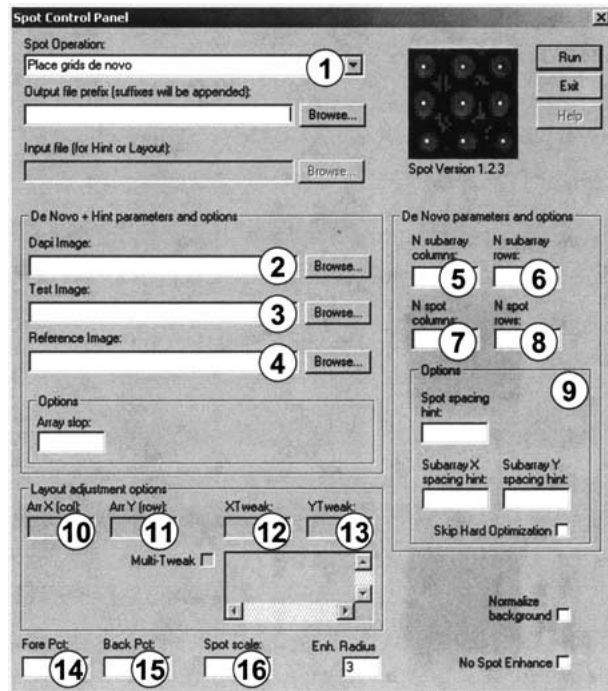 Spot Control Panel
Spot Operation:
Place grids de novo
1
Output file prefix (suffixes will be appended):
Browse...
Input file (for Hint or Layout):
Browse...
Run
Exit
Help
Spot Version 1.2.3
De Novo + Hint parameters and options
Dapi Image:
2
Browse...
Test Image:
3
Browse...
Reference Image:
4
Browse...
Options
Array slop:
De Novo parameters and options
N subarray columns:
5
N subarray rows:
6
N spot columns:
7
N spot rows:
8
Options
9
Spot spacing hint:
Subarray X spacing hint:
Subarray Y spacing hint:
Skip Hard Optimization
Layout adjustment options
Arr X (col):
10
Arr Y (row):
11
XTweak:
12
YTweak:
13
Multi-Tweak
Normalize background
Fore Pct:
14
Back Pct:
15
Spot scale:
16
Enh. Radius
3
No Spot Enhance